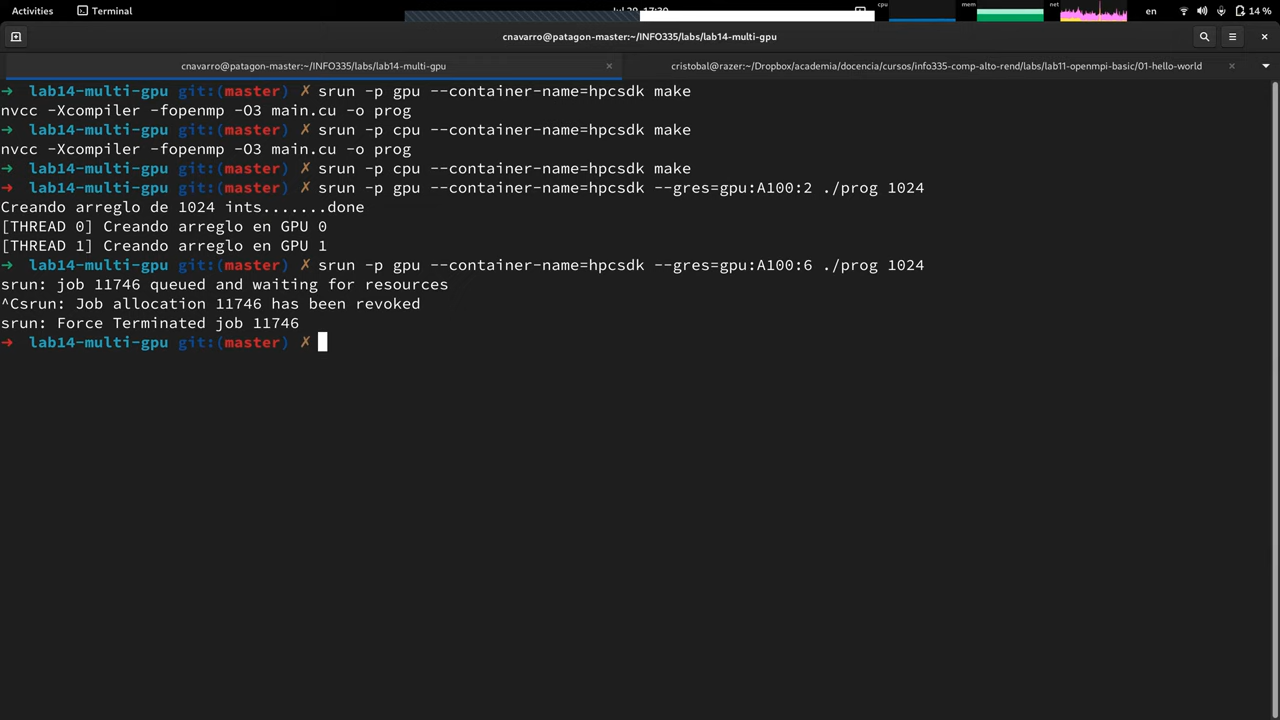 Activities
Terminal
cpu
mem
net
en
14 %
cnavarro@patagon-master:~/INFO335/labs/lab14-multi-gpu
cnavarro@patagon-master:~/INFO335/labs/lab14-multi-gpu
cristobal@razer:~/Dropbox/academia/docencia/cursos/info335-comp-alto-rend/labs/lab11-openmpi-basic/01-hello-world
➜ lab14-multi-gpu git:(master) ✗ srun -p gpu --container-name=hpcsdk make
nvcc -Xcompiler -fopenmp -O3 main.cu -o prog
➜ lab14-multi-gpu git:(master) ✗ srun -p cpu --container-name=hpcsdk make
nvcc -Xcompiler -fopenmp -O3 main.cu -o prog
➜ lab14-multi-gpu git:(master) ✗ srun -p cpu --container-name=hpcsdk make
➜ lab14-multi-gpu git:(master) ✗ srun -p gpu --container-name=hpcsdk --gres=gpu:A100:2 ./prog 1024
Creando arreglo de 1024 ints.......done
[THREAD 0] Creando arreglo en GPU 0
[THREAD 1] Creando arreglo en GPU 1
➜ lab14-multi-gpu git:(master) ✗ srun -p gpu --container-name=hpcsdk --gres=gpu:A100:6 ./prog 1024
srun: job 11746 queued and waiting for resources
^Csrun: Job allocation 11746 has been revoked
srun: Force Terminated job 11746
➜ lab14-multi-gpu git:(master) ✗